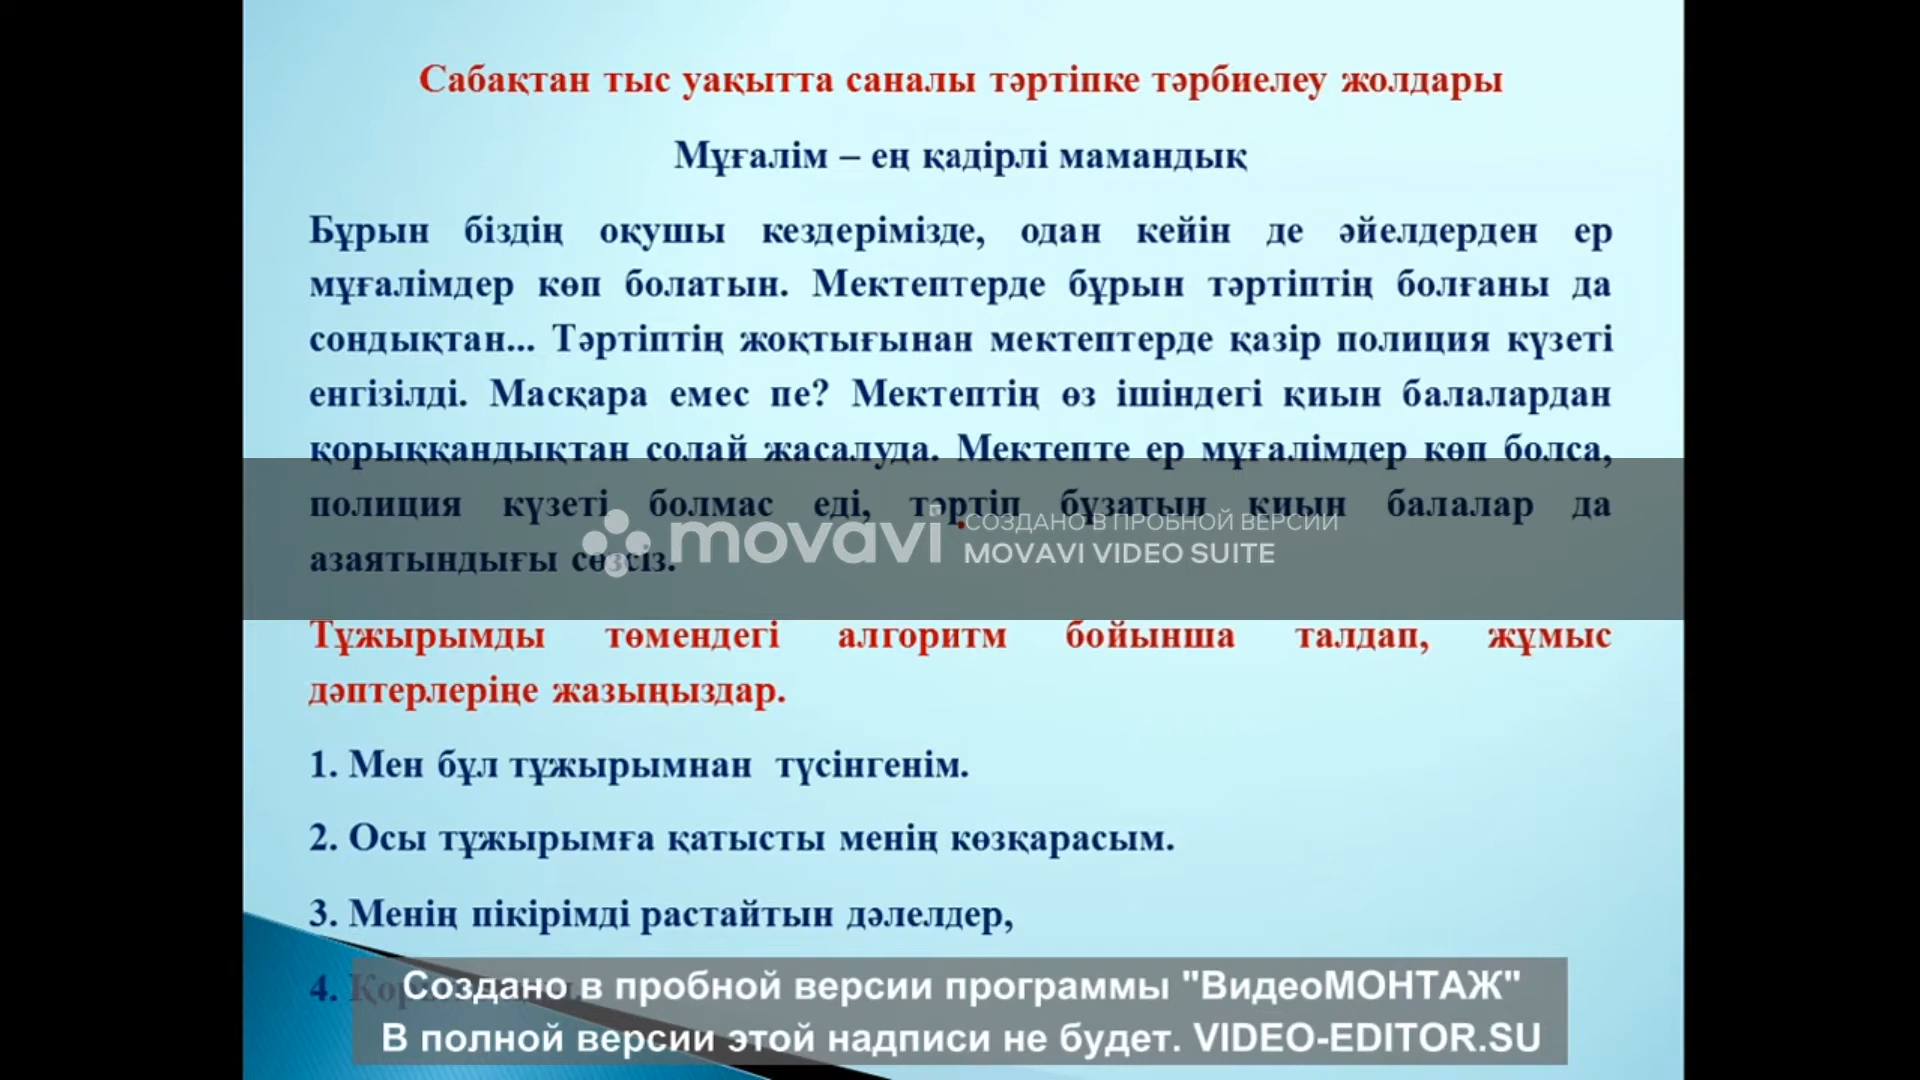 Сабақтан тыс уақытта саналы тәртіпке тәрбиелеу жолдары
Мұғалім – ең қадірлі мамандық
Бұрын біздің оқушы кездерімізде, одан кейін де әйелдерден ер
мұғалімдер көп болатын. Мектептерде бұрын тәртіптің болғаны да
сондықтан... Тәртіптің жоқтығынан мектептерде қазір полиция күзеті
енгізілді. Масқара емес пе? Мектептің өз ішіндегі қиын балалардан
қорыққандықтан солай жасалуда. Мектепте ер мұғалімдер көп болса,
полиция күзеті болмас еді, тәртіп бұзатын қиын балалар да
азаятындығы сөзсіз.
movavi
СОЗДАНО В ПРОБНОЙ ВЕРСИИ
MOVAVI VIDEO SUITE
Тұжырымды төмендегі алгоритм бойынша талдап, жұмыс
дәптерлеріңе жазыңыздар.
1. Мен бұл тұжырымнан түсінгенім.
2. Осы тұжырымға қатысты менің көзқарасым.
3. Менің пікірімді растайтын дәлелдер,
4.
Создано в пробной версии программы "ВидеоМОНТАЖ"
В полной версии этой надписи не будет. VIDEO-EDITOR.SU